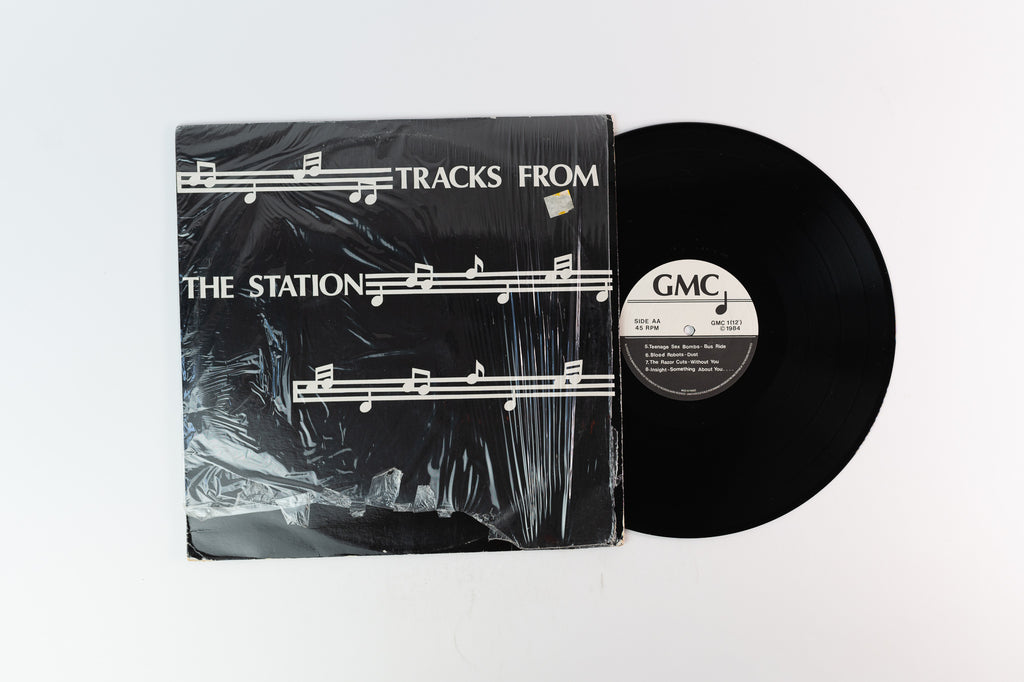 TRACKS FROM
THE STATION
GMC
SIDE AA
45 RPM
GMC 1(12")
©1984
5.Teenage Sex Bombs-Bus Ride
6.Blood Robots-Dust
7.The Razor Cuts-Without You
8-Insight-Something About You....